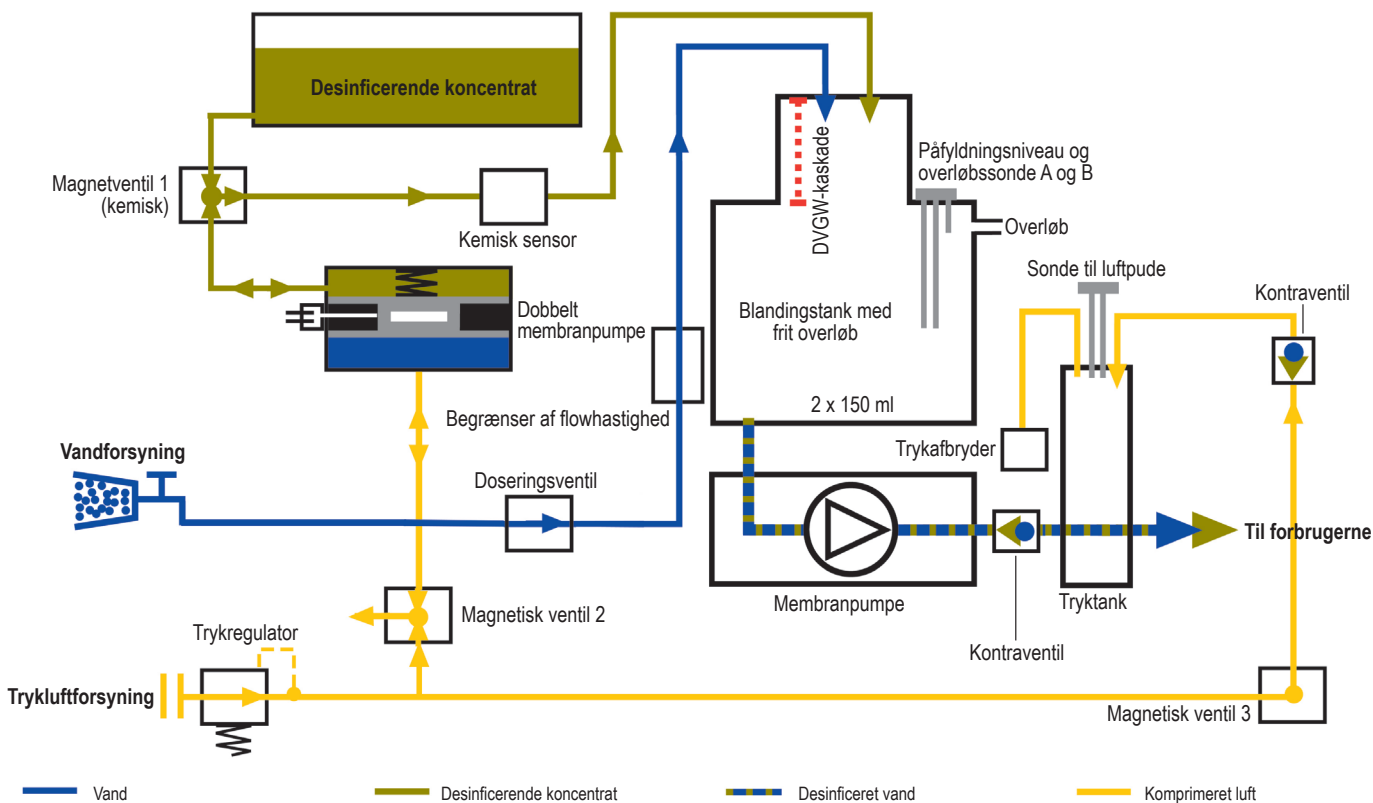 Desinficerende koncentrat
Magnetventil 1
(kemisk)
Kemisk sensor
DVGW-kaskade
Påfyldningsniveau og
overløbssonde A og B
Overløb
Sonde til luftpude
Kontraventil
Dobbelt
membranpumpe
Blandingstank med
frit overløb
2 x 150 ml
Begrænser af flowhastighed
Trykafbryder
Vandforsyning
Doseringsventil
Til forbrugerne
Membranpumpe
Tryktank
Magnetisk ventil 2
Kontraventil
Trykregulator
Trykluftforsyning
Magnetisk ventil 3
Vand
Desinficerende koncentrat
Desinficeret vand
Komprimeret luft